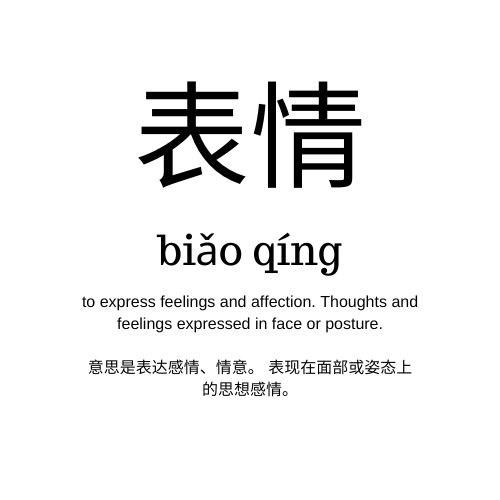 表情
biǎo qíng
to express feelings and affection. Thoughts and
feelings expressed in face or posture.
意思是表达感情、情意。 表现在面部或姿态上
的思想感情。